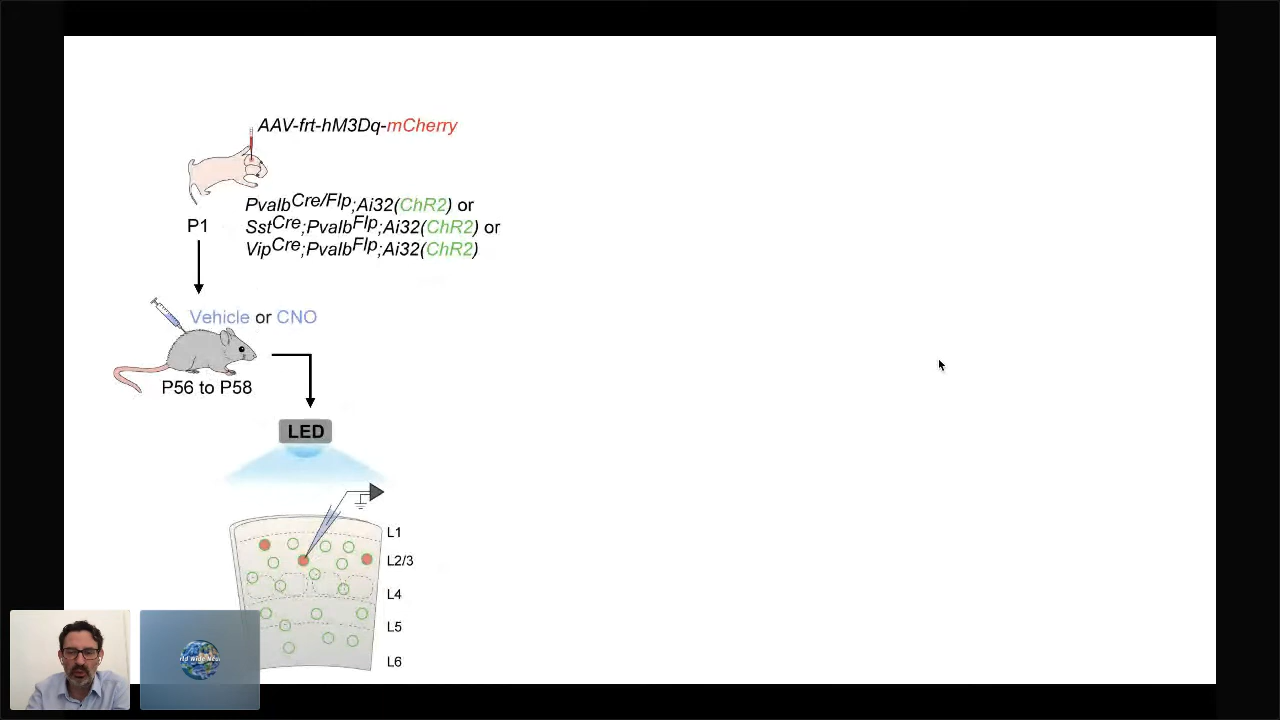 AAV-frt-hM3Dq-mCherry
PvalbCre/Flp;Ai32(ChR2) or
SstCre;PvalbFlp;Ai32(ChR2) or
VipCre;PvalbFlp;Ai32(ChR2)
P1
Vehicle or CNO
P56 to P58
LED
L1
L2/3
L4
L5
L6